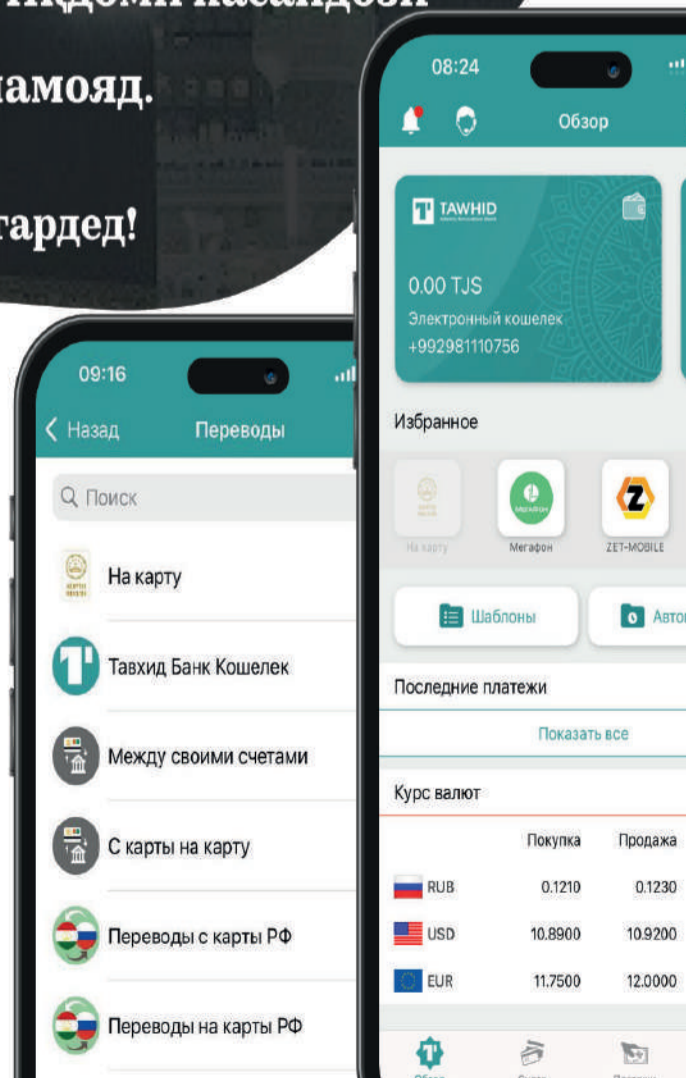 намояд.
гардед!
09:16
Назад
Переводы
Поиск
На карту
Тавхид Банк Кошелек
Между своими счетами
С карты на карту
Переводы с карты РФ
Переводы на карты РФ
08:24
Обзор
TAWHID
0.00 TJS
Электронный кошелек
+992981110756
Избранное
На карту
Мегафон
ZET-MOBILE
Шаблоны
Последние платежи
Показать все
Курс валют
Покупка Продажа
RUB 0.1210 0.1230
USD 10.8900 10.9200
EUR 11.7500 12.0000